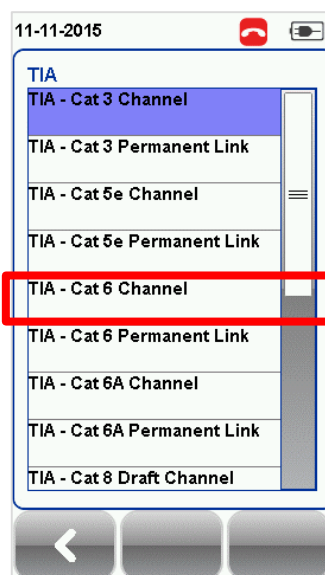 11-11-2015
TIA
TIA - Cat 3 Channel
TIA - Cat 3 Permanent Link
TIA - Cat 5e Channel
TIA - Cat 5e Permanent Link
TIA - Cat 6 Channel
TIA - Cat 6 Permanent Link
TIA - Cat 6A Channel
TIA - Cat 6A Permanent Link
TIA - Cat 8 Draft Channel